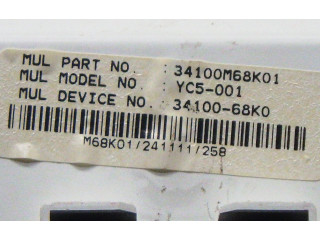 MUL PART NO. : 34100M68K01
MUL MODEL NO. : YC5-001
MUL DEVICE NO. : 34100-68K0
M68K01/241111/258